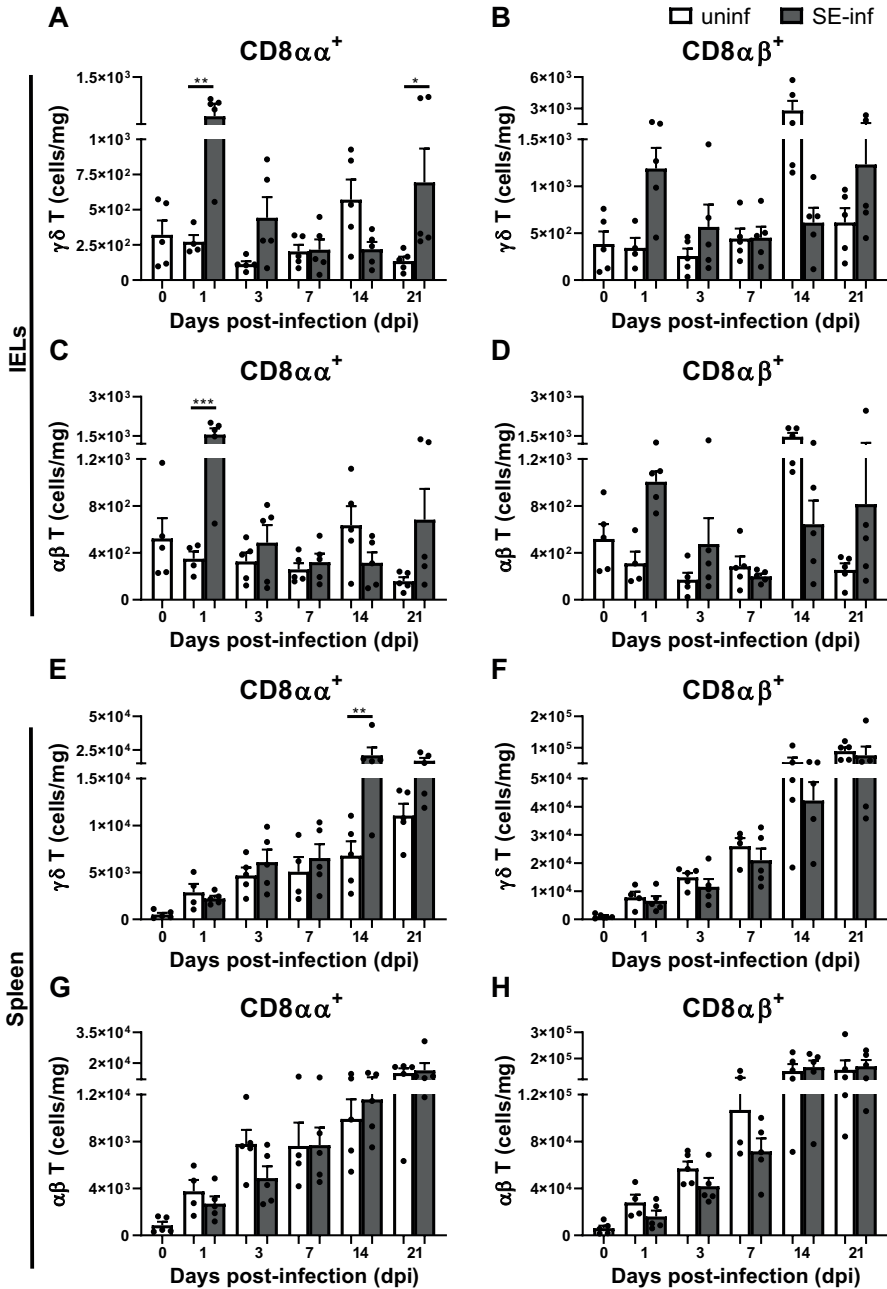 uninf SE-inf
IELs
Spleen
A
CD8αα⁺
**
*
γδ T (cells/mg)
1.5×10³
1×10³
7.5×10²
5×10²
2.5×10²
0
0 1 3 7 14 21
Days post-infection (dpi)
B
CD8αβ⁺
γδ T (cells/mg)
6×10³
3×10³
1.5×10³
1×10³
5×10²
0
0 1 3 7 14 21
Days post-infection (dpi)
C
CD8αα⁺
***
αβ T (cells/mg)
3×10³
1.5×10³
1.2×10³
8×10²
4×10²
0
0 1 3 7 14 21
Days post-infection (dpi)
D
CD8αβ⁺
αβ T (cells/mg)
3×10³
1.5×10³
1.2×10³
8×10²
4×10²
0
0 1 3 7 14 21
Days post-infection (dpi)
E
CD8αα⁺
**
γδ T (cells/mg)
5×10⁴
2.5×10⁴
1.5×10⁴
1×10⁴
5×10³
0
0 1 3 7 14 21
Days post-infection (dpi)
F
CD8αβ⁺
γδ T (cells/mg)
2×10⁵
1×10⁵
5×10⁴
4×10⁴
3×10⁴
2×10⁴
1×10⁴
0
0 1 3 7 14 21
Days post-infection (dpi)
G
CD8αα⁺
αβ T (cells/mg)
3.5×10⁴
2×10⁴
12×10⁴
8×10³
4×10³
0
0 1 3 7 14 21
Days post-infection (dpi)
H
CD8αβ⁺
αβ T (cells/mg)
3×10⁵
2×10⁵
12×10⁵
8×10⁴
4×10⁴
0
0 1 3 7 14 21
Days post-infection (dpi)